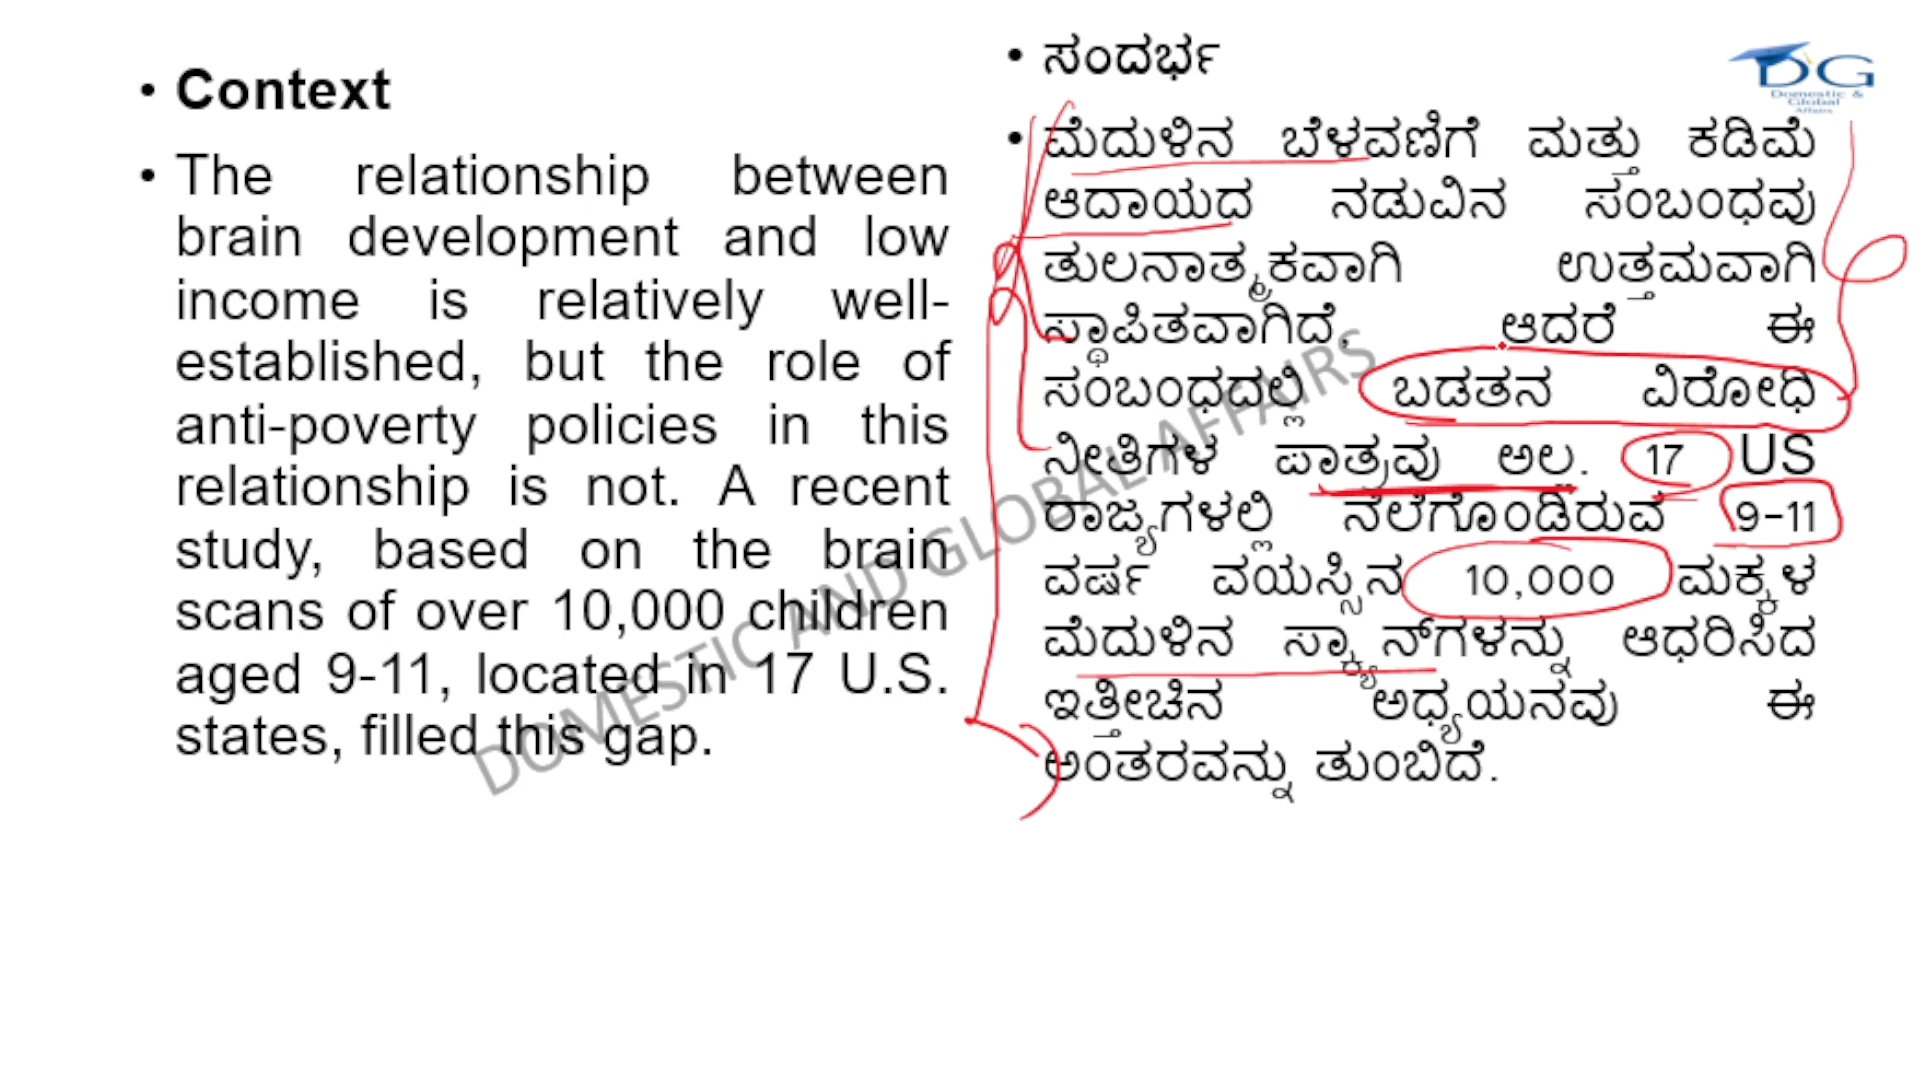 • Context
• The relationship between
brain development and low
income is relatively well-
established, but the role of
anti-poverty policies in this
relationship is not. A recent
study, based on the brain
scans of over 10,000 children
aged 9-11, located in 17 U.S.
states, filled this gap.
• ಸಂದರ್ಭ
• ಮೆದುಳಿನ ಬೆಳವಣಿಗೆ ಮತ್ತು ಕಡಿಮೆ
ಆದಾಯದ ನಡುವಿನ ಸಂಬಂಧವು
ತುಲನಾತ್ಮಕವಾಗಿ ಉತ್ತಮವಾಗಿ
ಸ್ಥಾಪಿತವಾಗಿದೆ, ಆದರೆ ಈ
ಸಂಬಂಧದಲ್ಲಿ ಬಡತನ ವಿರೋಧಿ
ನೀತಿಗಳ ಪಾತ್ರವು ಅಲ್ಲ. 17 US
ರಾಜ್ಯಗಳಲ್ಲಿ ನೆಲೆಗೊಂಡಿರುವ 9-11
ವರ್ಷ ವಯಸ್ಸಿನ 10,000 ಮಕ್ಕಳ
ಮೆದುಳಿನ ಸ್ಕ್ಯಾನ್‌ಗಳನ್ನು ಆಧರಿಸಿದ
ಇತ್ತೀಚಿನ ಅಧ್ಯಯನವು ಈ
ಅಂತರವನ್ನು ತುಂಬಿದೆ.
DG
Domestic &
Global
Affairs
DOMESTIC AND GLOBAL AFFAIRS